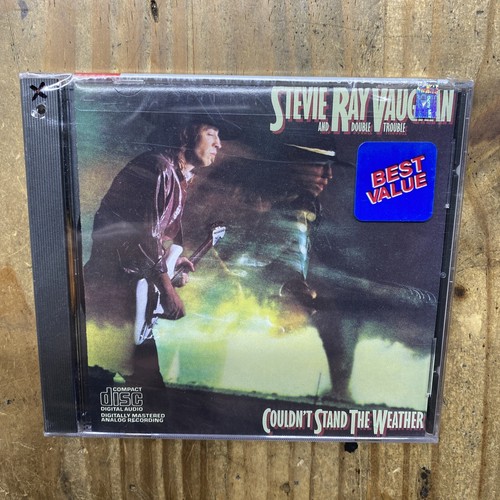 STEVIE RAY VAUGHAN
AND DOUBLE TROUBLE
BEST
VALUE
COMPACT
disc
DIGITAL AUDIO
DIGITALLY MASTERED
ANALOG RECORDING
COULDN'T STAND THE WEATHER